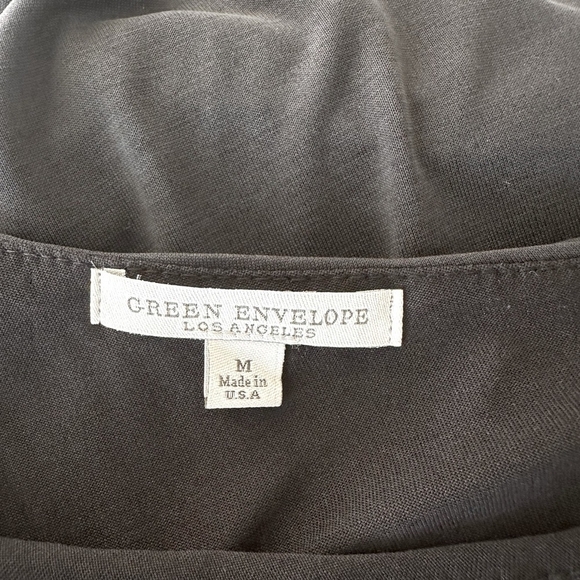 GREEN ENVELOPE
LOS ANGELES
M
Made in
U.S.A